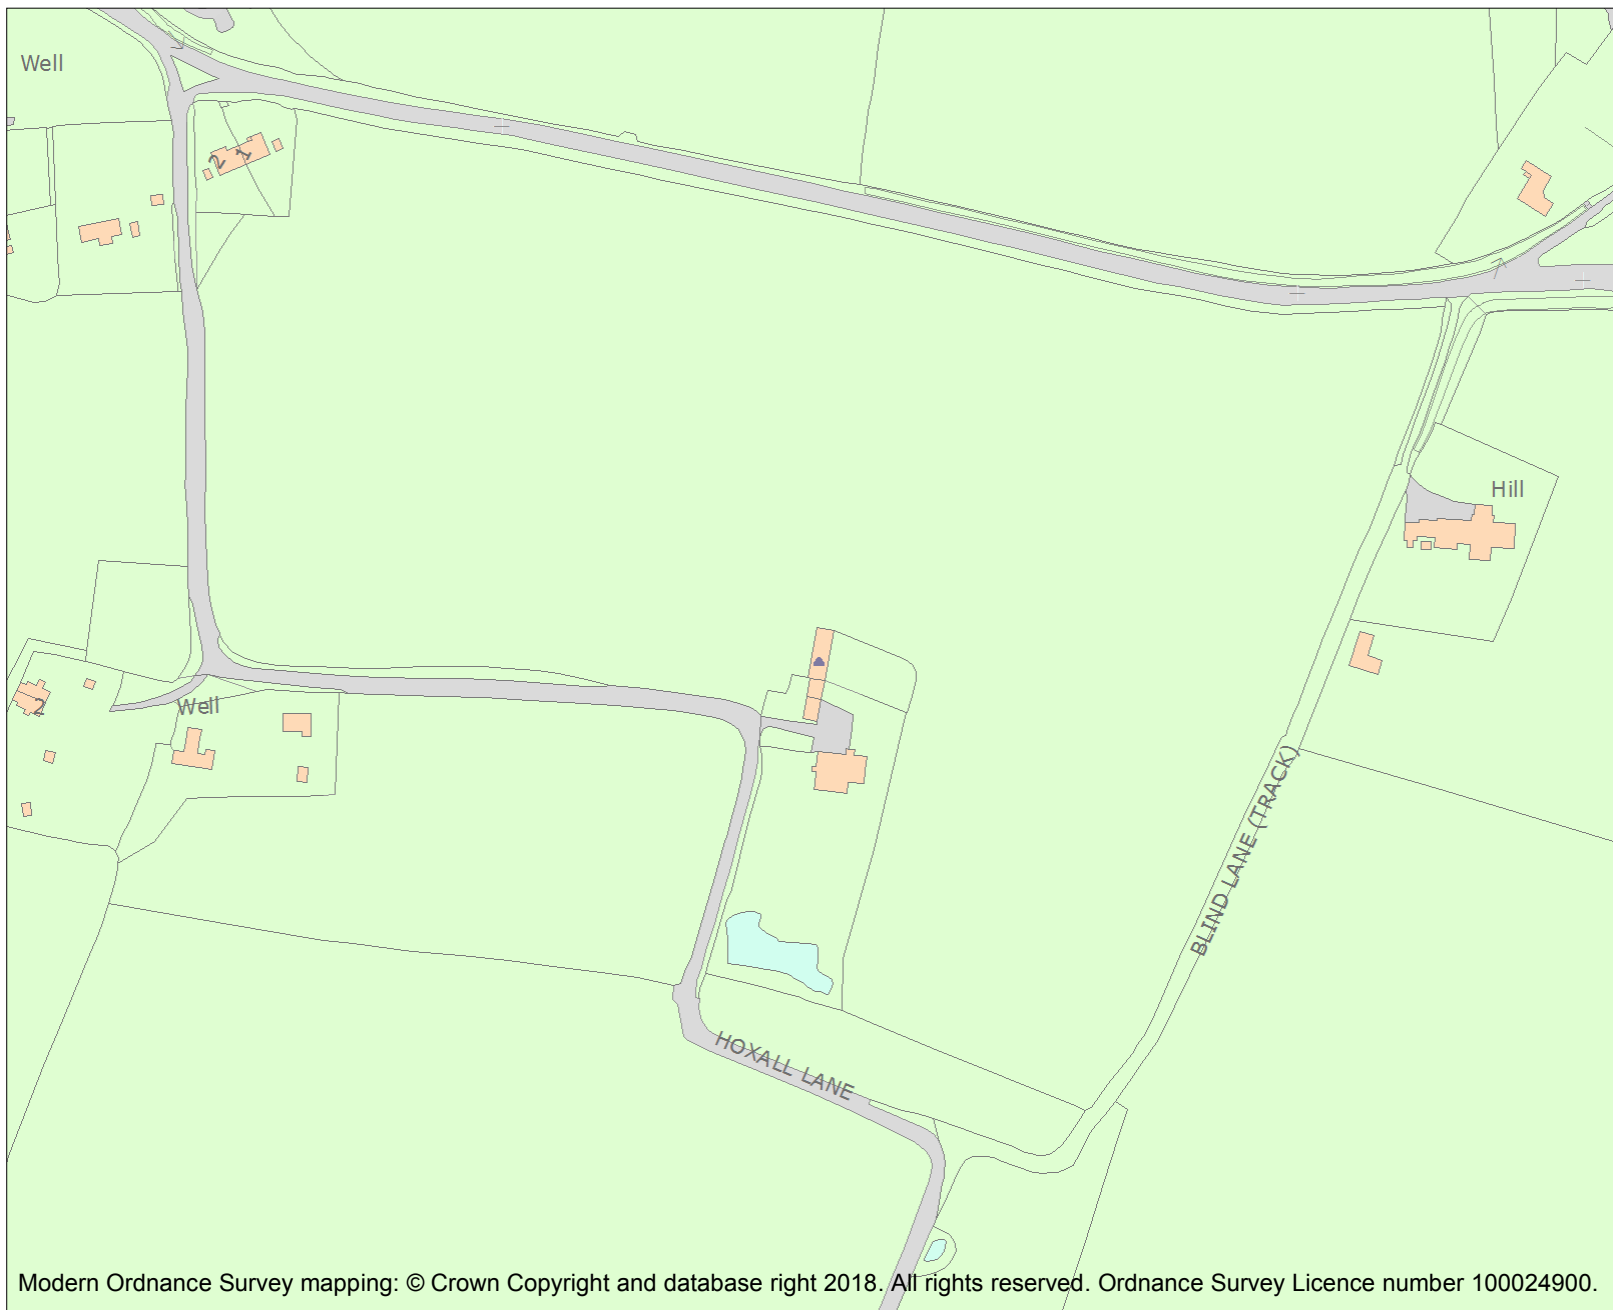 Well
2 1
Hill
2
Well
BLIND LANE (TRACK)
HOXALL LANE
Modern Ordnance Survey mapping: © Crown Copyright and database right 2018. All rights reserved. Ordnance Survey Licence number 100024900.